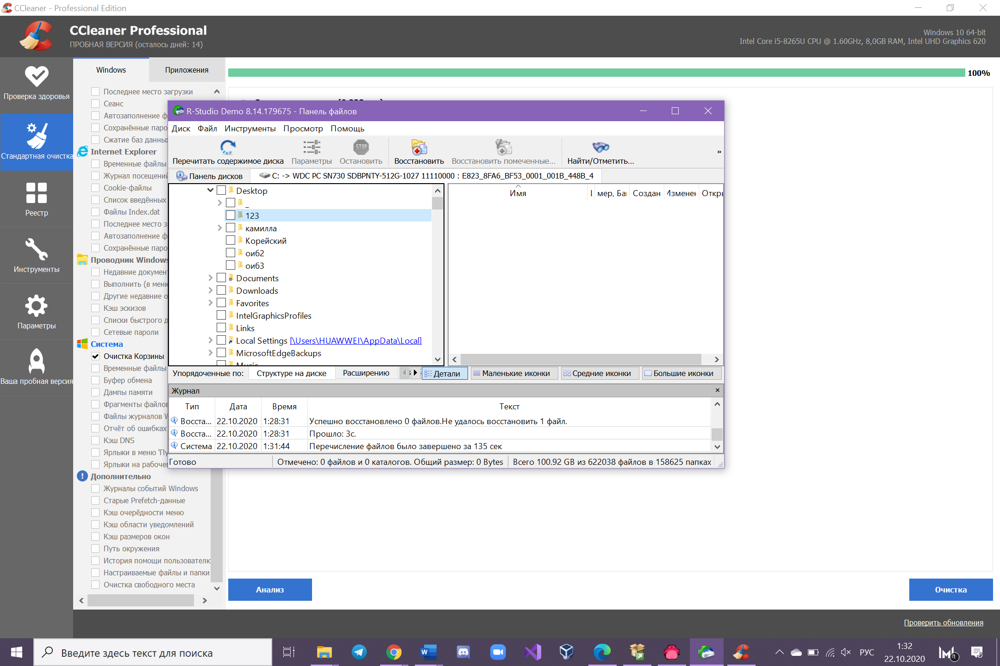 CCleaner - Professional Edition
CCleaner Professional
ПРОБНАЯ ВЕРСИЯ (осталось дней: 14)
Windows 10 64-bit
Intel Core i5-8265U CPU @ 1.60GHz, 8,0GB RAM, Intel UHD Graphics 620
Проверка здоровья
Стандартная очистка
Реестр
Инструменты
Параметры
Ваша пробная версия
Windows
Приложения
100%
Последнее место загрузки
Сеанс
Автозаполнение ф
Сохранённые паро
Сжатие баз данных
Internet Explorer
Временные файлы
Журнал посещений
Cookie-файлы
Список введённых
Файлы Index.dat
Последнее место з
Автозаполнение ф
Сохранённые паро
Проводник Windows
Недавние документ
Выполнить (в меню
Другие недавние о
Кэш эскизов
Списки быстрого д
Сетевые пароли
Система
Очистка Корзины
Временные файлы
Буфер обмена
Дампы памяти
Фрагменты файлов
Файлы журналов W
Отчёт об ошибках
Кэш DNS
Ярлыки в меню 'Пу
Ярлыки на рабочем
Дополнительно
Журналы событий Windows
Старые Prefetch-данные
Кэш очерёдности меню
Кэш области уведомлений
Кэш размеров окон
Путь окружения
История помощи пользователю
Настраиваемые файлы и папки
Очистка свободного места
R-Studio Demo 8.14.179675 - Панель файлов
Диск Файл Инструменты Просмотр Помощь
Перечитать содержимое диска
Параметры
Остановить
STOP
Восстановить
Восстановить помеченные...
Найти/Отметить...
»
Панель дисков
C: -> WDC PC SN730 SDBPNTY-512G-1027 11110000 : E823_8FA6_BF53_0001_001B_448B_4
Desktop
_
123
камилла
Корейский
оиб2
оиб3
Documents
Downloads
Favorites
IntelGraphicsProfiles
Links
Local Settings [\Users\HUAWWEI\AppData\Local]
MicrosoftEdgeBackups
Music
Имя
мер, Ба
Создан
Изменен
Откры
Упорядоченные по:
Структуре на диске
Расширению
Детали
Маленькие иконки
Средние иконки
Большие иконки
Журнал
Тип Дата Время Текст
Восста... 22.10.2020 1:28:31 Успешно восстановлено 0 файлов.Не удалось восстановить 1 файл.
Восста... 22.10.2020 1:28:31 Прошло: 3с.
Система 22.10.2020 1:31:44 Перечисление файлов было завершено за 135 сек
Готово
Отмечено: 0 файлов и 0 каталогов. Общий размер: 0 Bytes
Всего 100.92 GB из 622038 файлов в 158625 папках
Анализ
Очистка
Проверить обновления
Введите здесь текст для поиска
РУС
1:32
22.10.2020
1